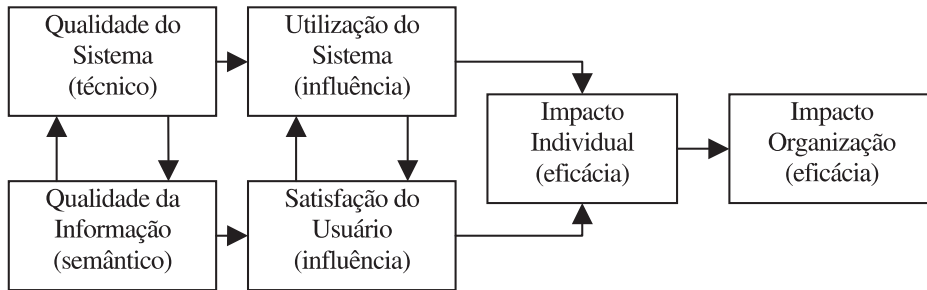 Qualidade do
Sistema
(técnico)
Utilização do
Sistema
(influência)
Impacto
Individual
(eficácia)
Impacto
Organização
(eficácia)
Qualidade da
Informação
(semântico)
Satisfação do
Usuário
(influência)